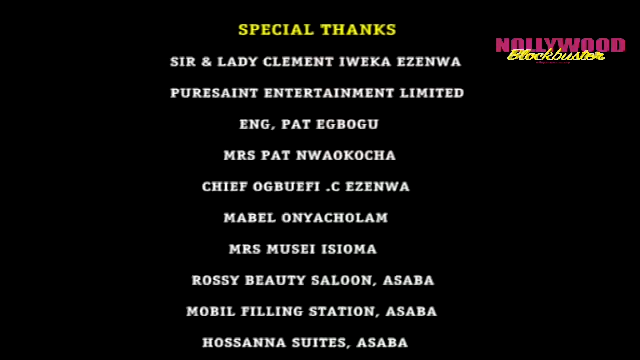 SPECIAL THANKS
NOLLYWOOD
Blockbuster
SIR & LADY CLEMENT IWEKA EZENWA
PURESAINT ENTERTAINMENT LIMITED
ENG, PAT EGBOGU
MRS PAT NWAOKOCHA
CHIEF OGBUEFI .C EZENWA
MABEL ONYACHOLAM
MRS MUSEI ISIOMA
ROSSY BEAUTY SALOON, ASABA
MOBIL FILLING STATION, ASABA
HOSSANNA SUITES, ASABA